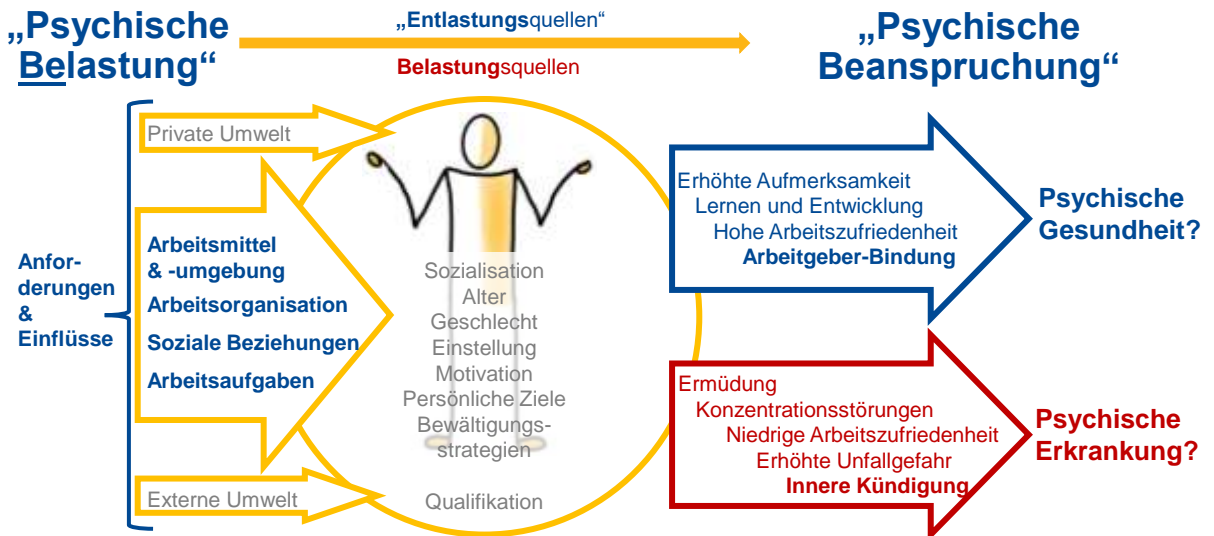 „Psychische
Belastung“
„Entlastungsquellen“
Belastungsquellen
„Psychische
Beanspruchung“
Anfor-
derungen
&
Einflüsse
Private Umwelt
Arbeitsmittel
& -umgebung
Arbeitsorganisation
Soziale Beziehungen
Arbeitsaufgaben
Externe Umwelt
Sozialisation
Alter
Geschlecht
Einstellung
Motivation
Persönliche Ziele
Bewältigungs-
strategien
Qualifikation
Erhöhte Aufmerksamkeit
Lernen und Entwicklung
Hohe Arbeitszufriedenheit
Arbeitgeber-Bindung
Psychische
Gesundheit?
Ermüdung
Konzentrationsstörungen
Niedrige Arbeitszufriedenheit
Erhöhte Unfallgefahr
Innere Kündigung
Psychische
Erkrankung?